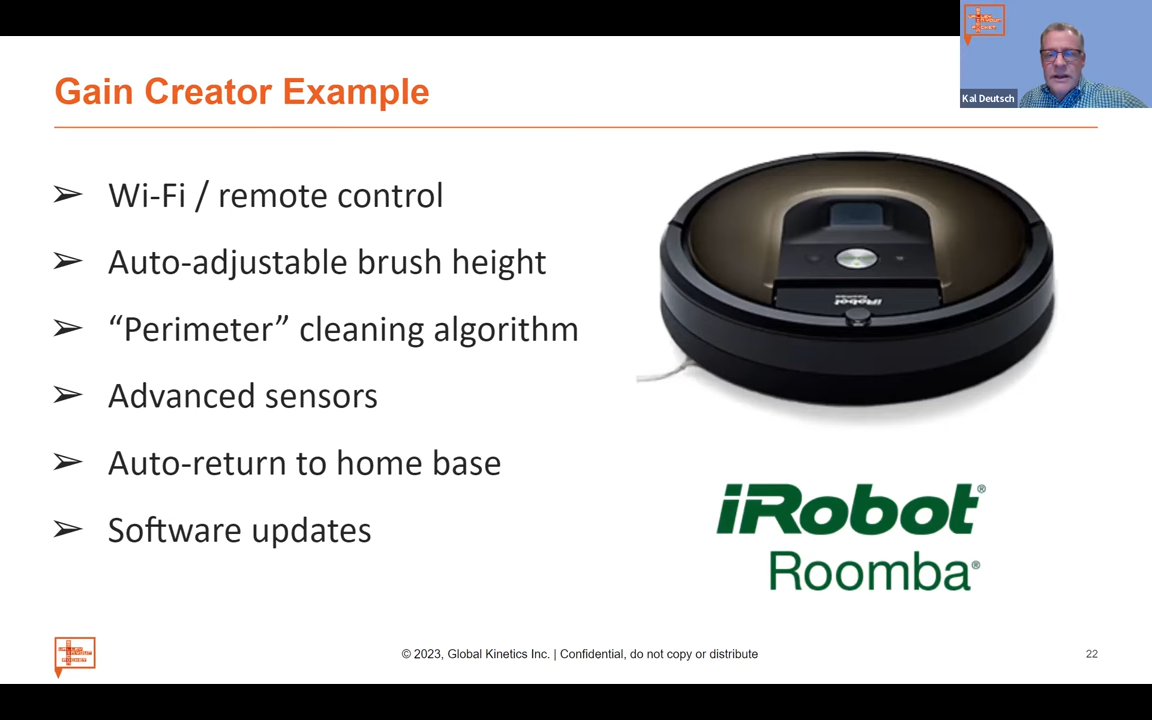 Gain Creator Example
Kal Deutsch
➢ Wi-Fi / remote control
➢ Auto-adjustable brush height
➢ “Perimeter” cleaning algorithm
➢ Advanced sensors
➢ Auto-return to home base
➢ Software updates
iRobot
iRobot®
Roomba®
© 2023, Global Kinetics Inc. | Confidential, do not copy or distribute
22